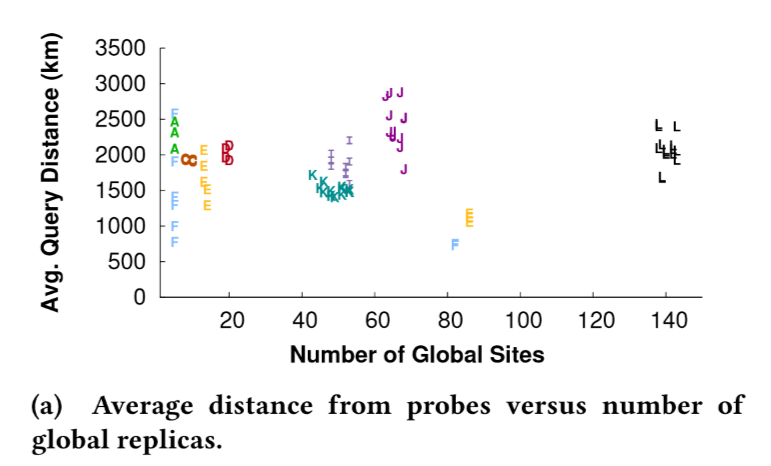 3500
3000
2500
2000
1500
1000
500
0
Avg. Query Distance (km)
20 40 60 80 100 120 140
Number of Global Sites
(a) Average distance from probes versus number of
global replicas.